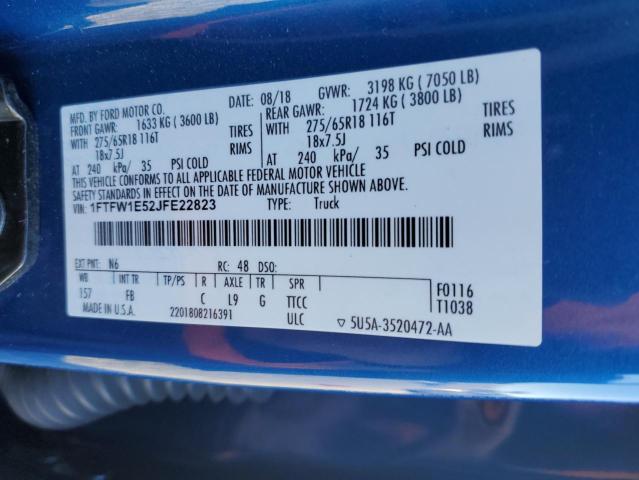 MFD. BY FORD MOTOR CO.
DATE: 08/18 GVWR: 3198 KG ( 7050 LB)
FRONT GAWR: 1633 KG ( 3600 LB) REAR GAWR: 1724 KG ( 3800 LB)
WITH 275/65R18 116T TIRES WITH 275/65R18 116T TIRES
18x7.5J RIMS 18x7.5J RIMS
AT 240 kPa/ 35 PSI COLD AT 240 kPa/ 35 PSI COLD
THIS VEHICLE CONFORMS TO ALL APPLICABLE FEDERAL MOTOR VEHICLE
SAFETY STANDARDS IN EFFECT ON THE DATE OF MANUFACTURE SHOWN ABOVE.
VIN: 1FTFW1E52JFE22823 TYPE: Truck
EXT PNT: N6 RC: 48 DSO:
WB INT TR TP/PS R AXLE TR SPR F0116
157 FB C L9 G TTCC T1038
MADE IN U.S.A. 2201808216391 ULC ▽ 5U5A-3520472-AA